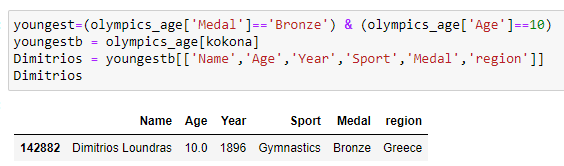 youngest=(olympics_age['Medal']=='Bronze') & (olympics_age['Age']==10)
youngestb = olympics_age[kokona]
Dimitrios = youngestb[['Name','Age','Year','Sport','Medal','region']]
Dimitrios
Name Age Year Sport Medal region
142882 Dimitrios Loundras 10.0 1896 Gymnastics Bronze Greece